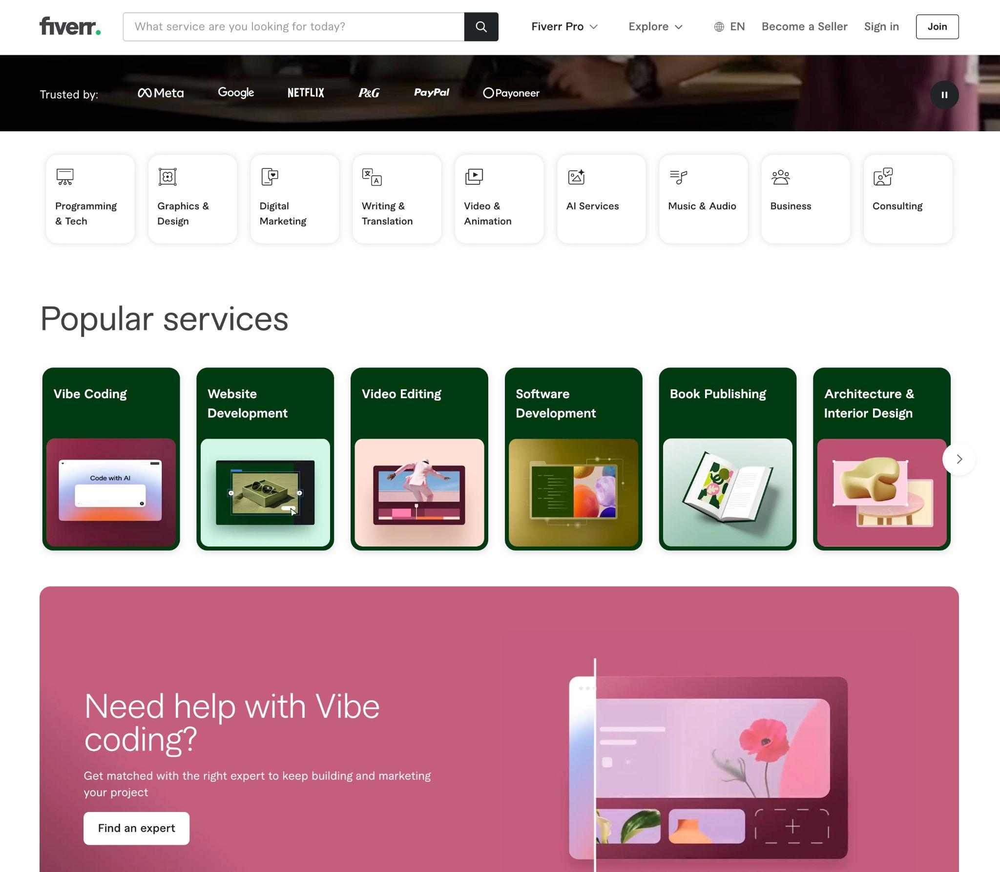 fiverr.
What service are you looking for today?
Fiverr Pro
Explore
EN
Become a Seller
Sign in
Join
Trusted by:
Meta
Google
NETFLIX
P&G
PayPal
Payoneer
Programming
& Tech
Graphics &
Design
Digital
Marketing
Writing &
Translation
Video &
Animation
AI Services
Music & Audio
Business
Consulting
Popular services
Vibe Coding
Website
Development
Video Editing
Software
Development
Book Publishing
Architecture &
Interior Design
Code with AI
Need help with Vibe
coding?
Get matched with the right expert to keep building and marketing
your project
Find an expert